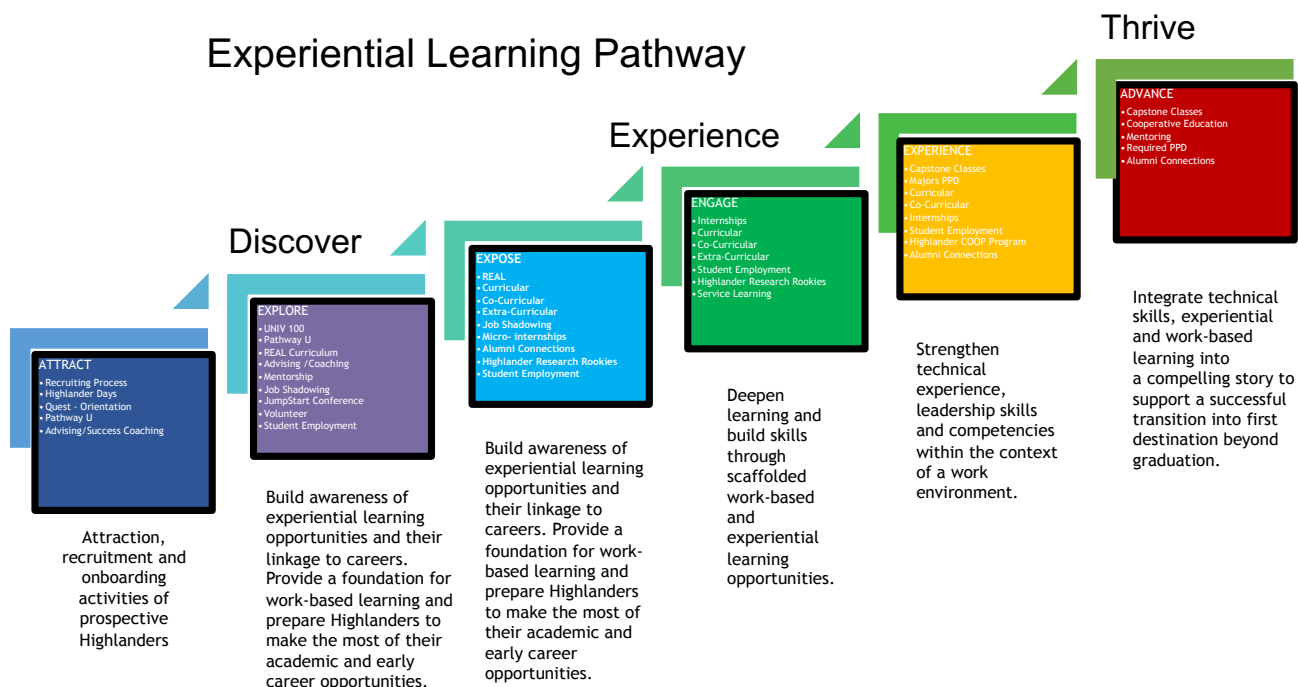 Experiential Learning Pathway
Thrive
Experience
Discover
ATTRACT
•Recruiting Process
•Highlander Days
•Quest - Orientation
•Pathway U
•Advising/Success Coaching
Attraction,
recruitment and
onboarding
activities of
prospective
Highlanders
EXPLORE
•UNIV 100
•Pathway U
•REAL Curriculum
•Advising /Coaching
•Mentorship
•Job Shadowing
•JumpStart Conference
•Volunteer
•Student Employment
Build awareness of
experiential learning
opportunities and their
linkage to careers.
Provide a foundation for
work-based learning and
prepare Highlanders to
make the most of their
academic and early
career opportunities.
EXPOSE
•REAL
•Curricular
•Co-Curricular
•Extra-Curricular
•Job Shadowing
•Micro- internships
•Alumni Connections
•Highlander Research Rookies
•Student Employment
Build awareness of
experiential learning
opportunities and
their linkage to
careers. Provide a
foundation for work-
based learning and
prepare Highlanders
to make the most of
their academic and
early career
opportunities.
ENGAGE
•Internships
•Curricular
•Co-Curricular
•Extra-Curricular
•Student Employment
•Highlander Research Rookies
•Service Learning
Deepen
learning and
build skills
through
scaffolded
work-based
and
experiential
learning
opportunities.
EXPERIENCE
•Capstone Classes
•Majors PPD
•Curricular
•Co-Curricular
•Internships
•Student Employment
•Highlander COOP Program
•Alumni Connections
Strengthen
technical
experience,
leadership skills
and competencies
within the context
of a work
environment.
ADVANCE
•Capstone Classes
•Cooperative Education
•Mentoring
•Required PPD
•Alumni Connections
Integrate technical
skills, experiential
and work-based
learning into
a compelling story to
support a successful
transition into first
destination beyond
graduation.